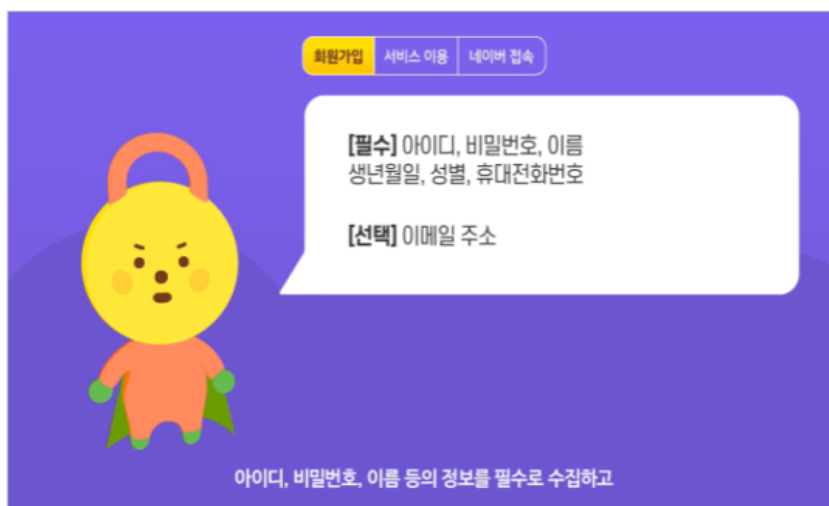 회원가입 서비스 이용 네이버 접속
[필수] 아이디, 비밀번호, 이름
생년월일, 성별, 휴대전화번호
[선택] 이메일 주소
아이디, 비밀번호, 이름 등의 정보를 필수로 수집하고